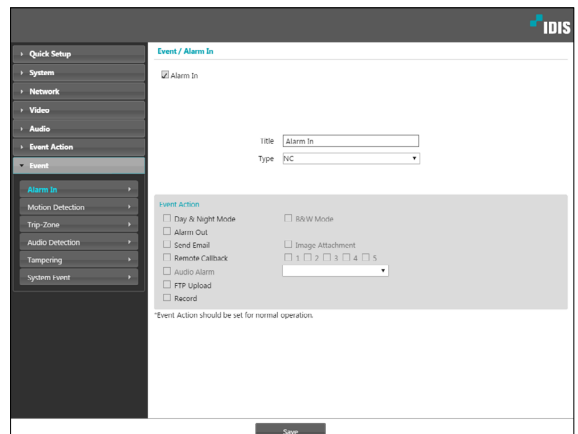 IDIS
Quick Setup
System
Network
Video
Audio
Event Action
Event
Alarm In
Motion Detection
Trip-Zone
Audio Detection
Tampering
System Event
Event / Alarm In
Alarm In
Title Alarm In
Type NC
Event Action
Day & Night Mode B&W Mode
Alarm Out
Send Email Image Attachment
Remote Callback 1 2 3 4 5
Audio Alarm
FTP Upload
Record
*Event Action should be set for normal operation.
Save